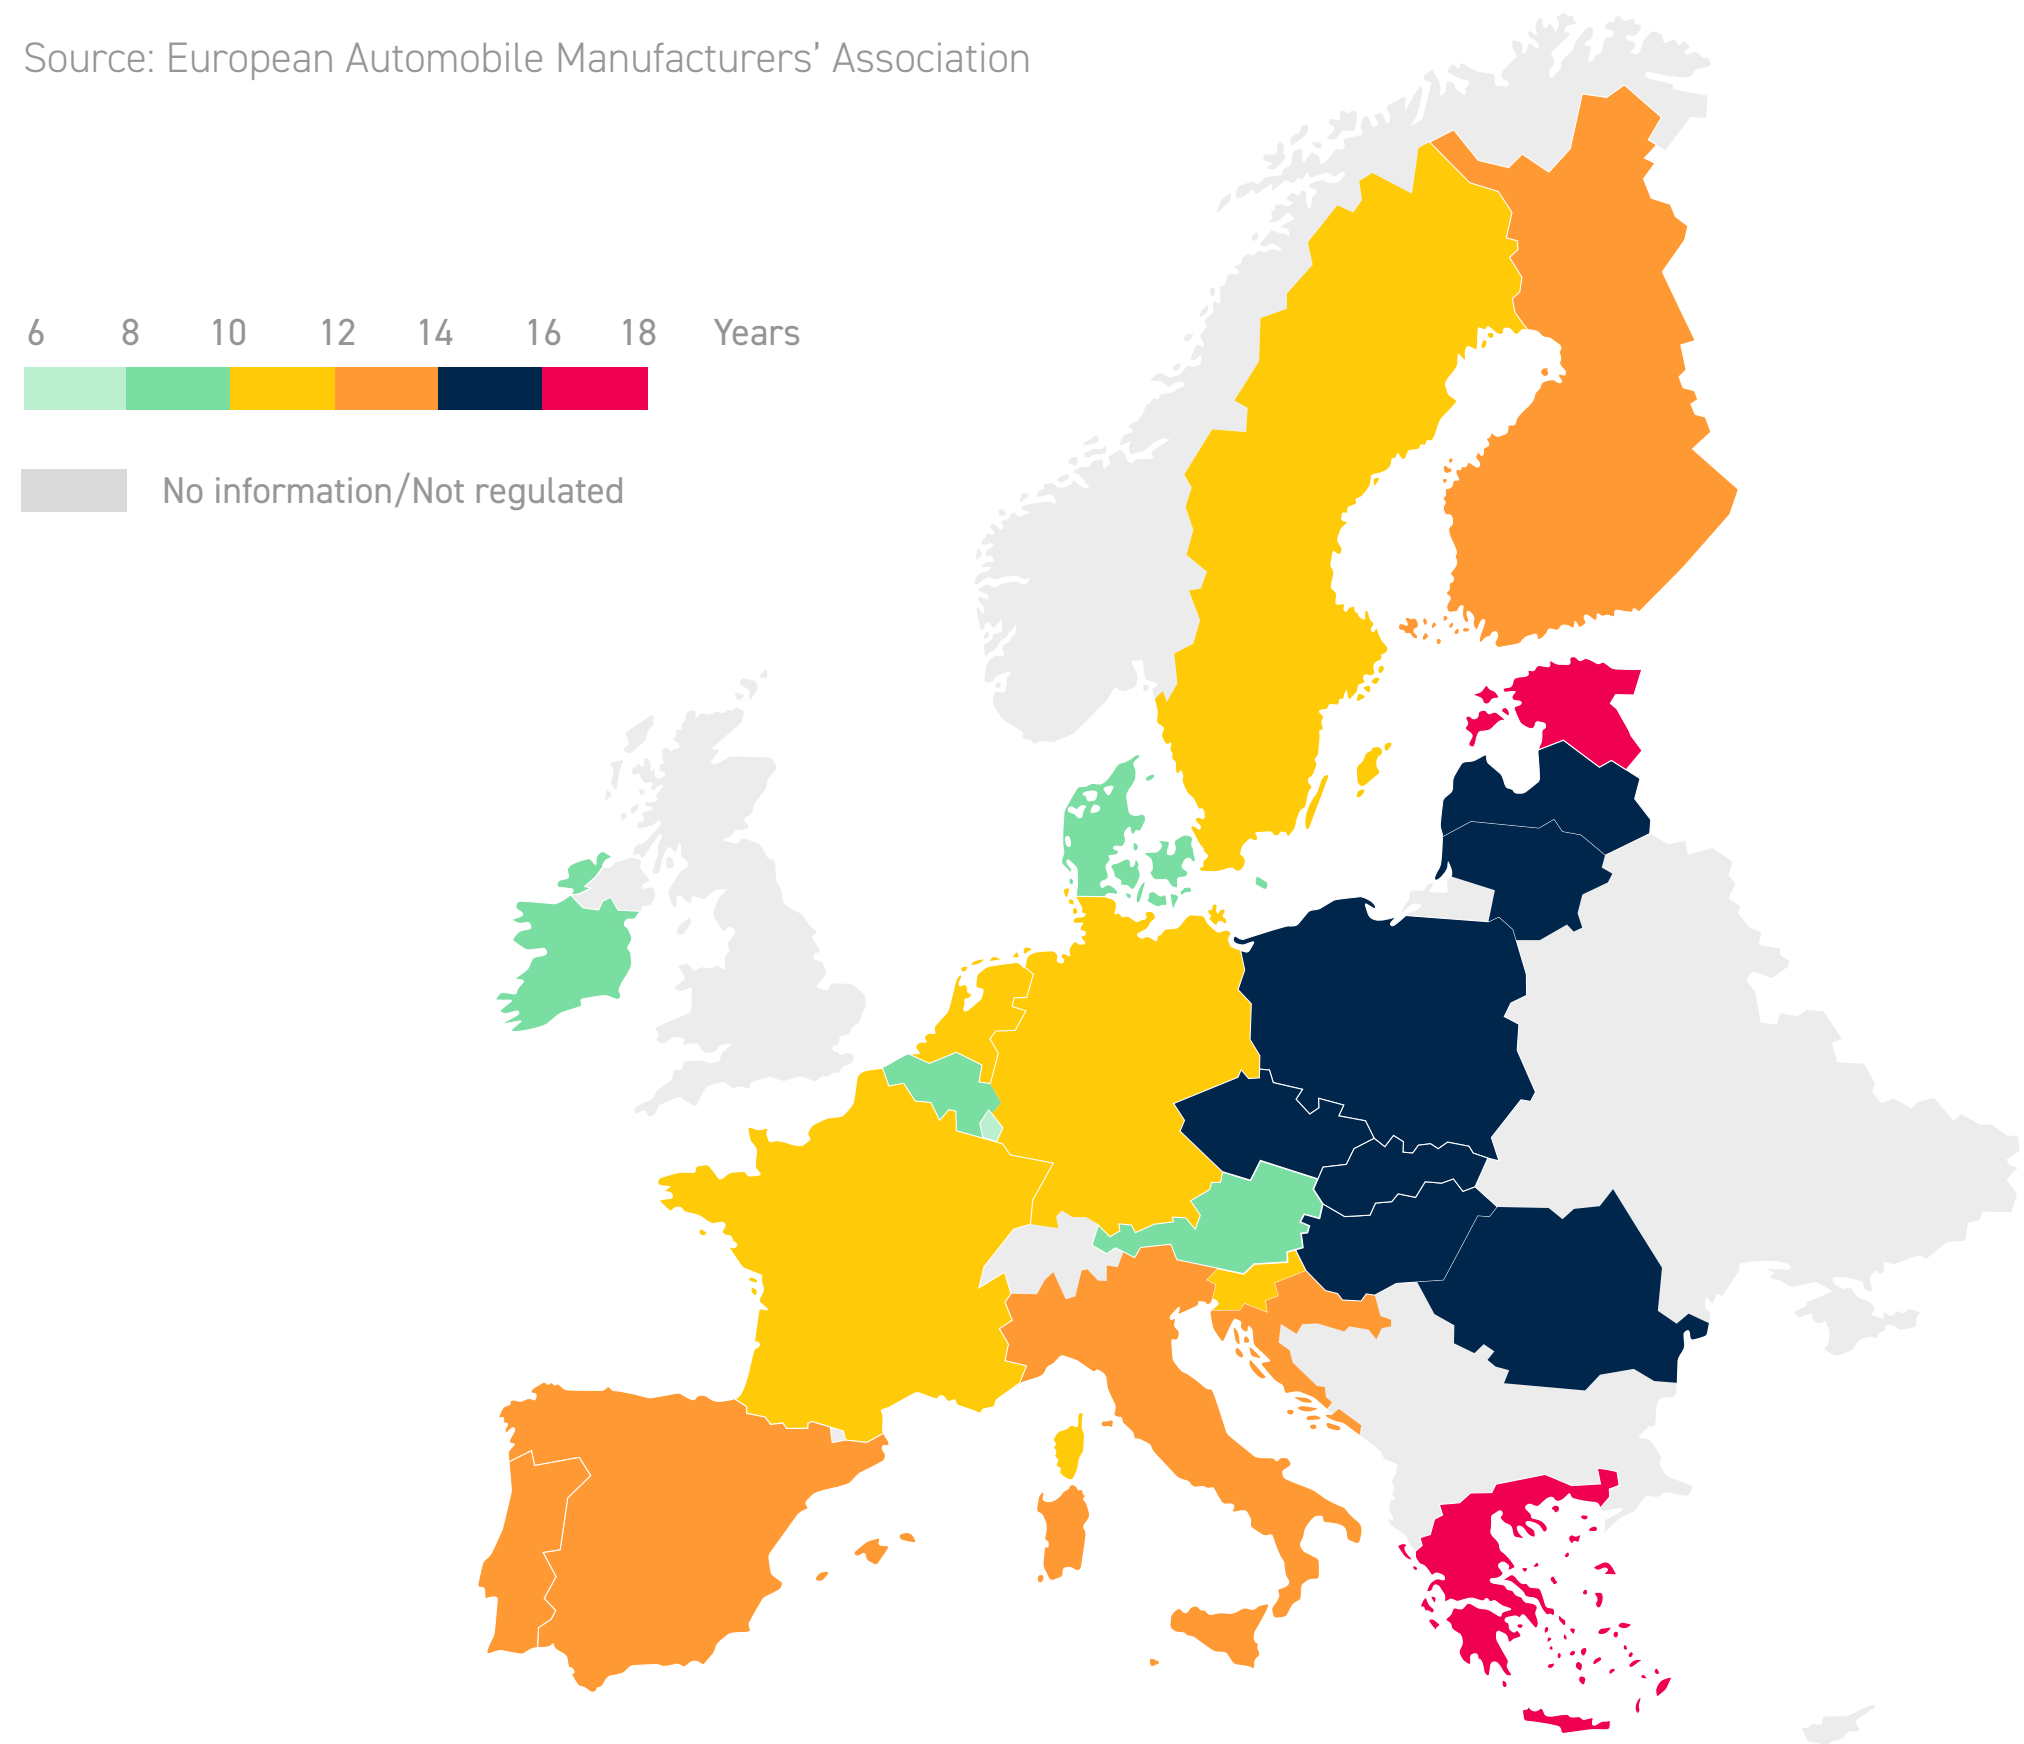 Source: European Automobile Manufacturers’ Association
6 8 10 12 14 16 18 Years
No information/Not regulated